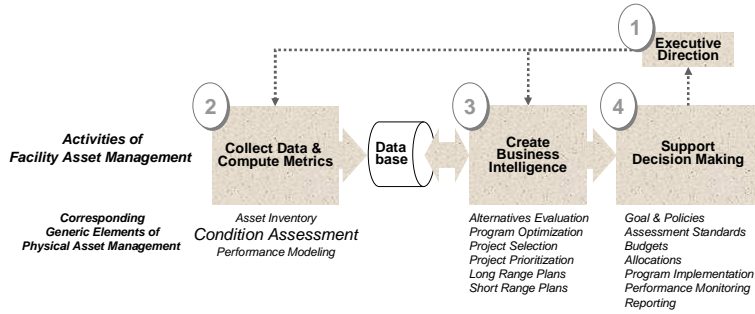 1
Executive
Direction
2
3
4
Activities of
Facility Asset Management
Collect Data &
Compute Metrics
Data
base
Create
Business
Intelligence
Support
Decision Making
Corresponding
Generic Elements of
Physical Asset Management
Asset Inventory
Condition Assessment
Performance Modeling
Alternatives Evaluation
Program Optimization
Project Selection
Project Prioritization
Long Range Plans
Short Range Plans
Goal & Policies
Assessment Standards
Budgets
Allocations
Program Implementation
Performance Monitoring
Reporting